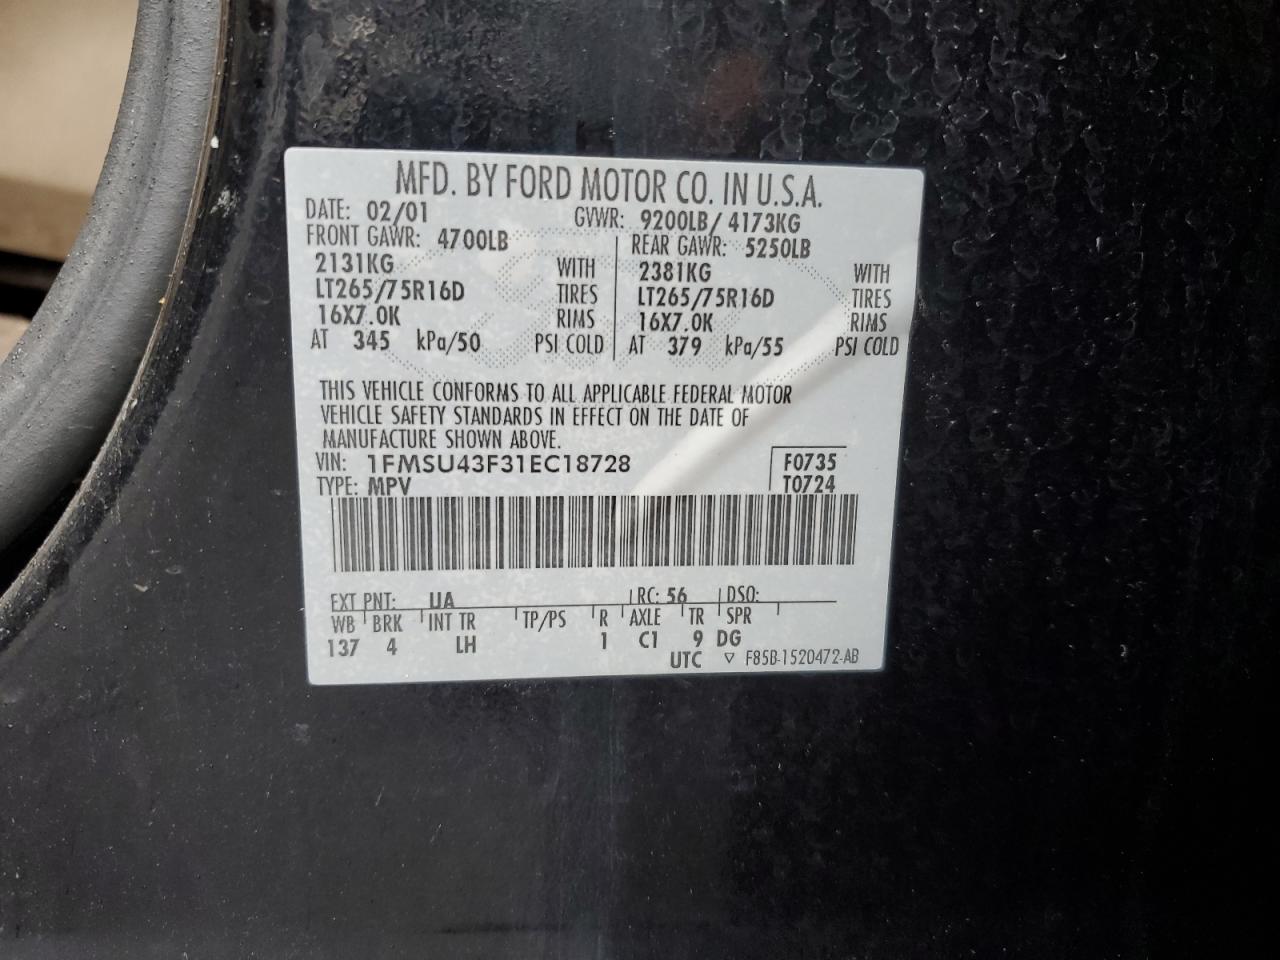 MFD. BY FORD MOTOR CO. IN U.S.A.
DATE: 02/01 GVWR: 9200LB/ 4173KG
FRONT GAWR: 4700LB REAR GAWR: 5250LB
2131KG WITH 2381KG WITH
LT265/75R16D TIRES LT265/75R16D TIRES
16X7.0K RIMS 16X7.0K RIMS
AT 345 kPa/50 PSI COLD AT 379 kPa/55 PSI COLD
THIS VEHICLE CONFORMS TO ALL APPLICABLE FEDERAL MOTOR
VEHICLE SAFETY STANDARDS IN EFFECT ON THE DATE OF
MANUFACTURE SHOWN ABOVE.
VIN: 1FMSU43F31EC18728 F0735
TYPE: MPV T0724
EXT PNT: UA RC: 56 DSO:
WB BRK INT TR TP/PS R AXLE TR SPR
137 4 LH 1 C1 9 DG
UTC ▽ F85B-1520472-AB